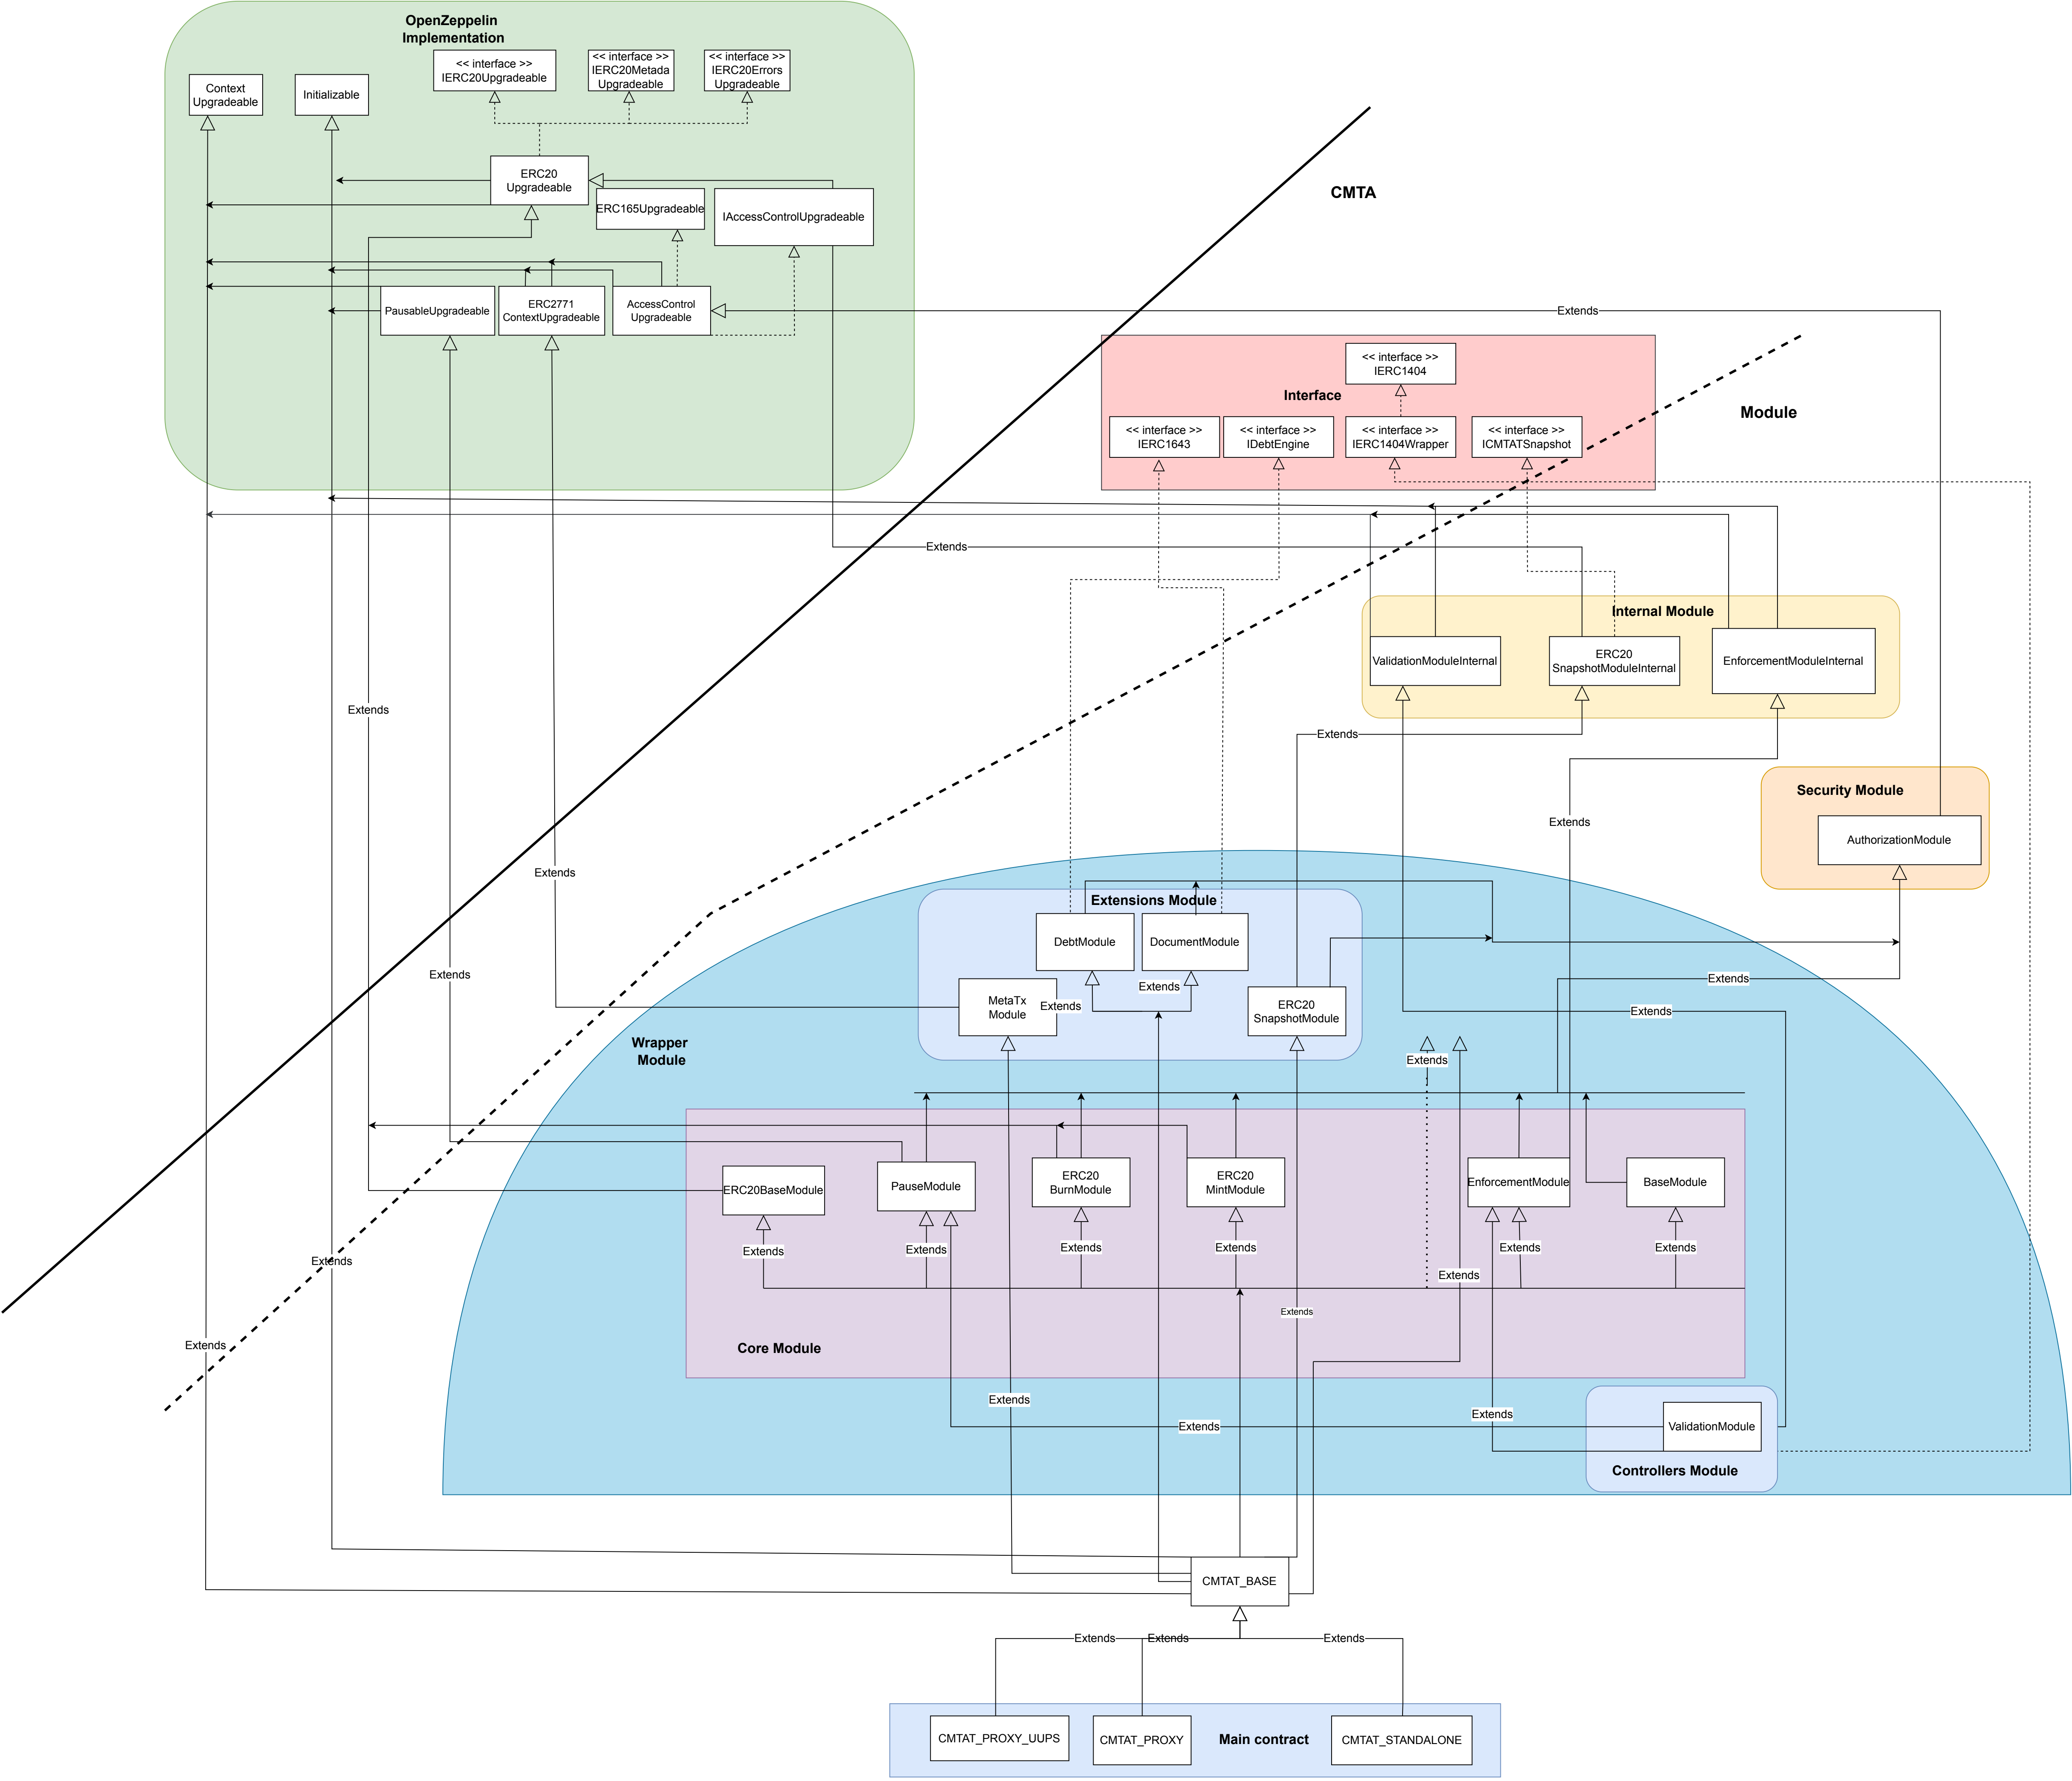 OpenZeppelin
Implementation
<< interface >>
IERC20Upgradeable
<< interface >>
IERC20Metada
Upgradeable
<< interface >>
IERC20Errors
Upgradeable
Context
Upgradeable
Initializable
ERC20
Upgradeable
ERC165Upgradeable
IAccessControlUpgradeable
CMTA
PausableUpgradeable
ERC2771
ContextUpgradeable
AccessControl
Upgradeable
Extends
<< interface >>
IERC1404
Interface
Module
<< interface >>
IERC1643
<< interface >>
IDebtEngine
<< interface >>
IERC1404Wrapper
<< interface >>
ICMTATSnapshot
Extends
Internal Module
ValidationModuleInternal
ERC20
SnapshotModuleInternal
EnforcementModuleInternal
Extends
Extends
Security Module
Extends
AuthorizationModule
Extends
Extensions Module
DebtModule
DocumentModule
Extends
Extends
Extends
MetaTx
Module
Extends
ERC20
SnapshotModule
Extends
Wrapper
Module
Extends
ERC20BaseModule
PauseModule
ERC20
BurnModule
ERC20
MintModule
EnforcementModule
BaseModule
Extends
Extends
Extends
Extends
Extends
Extends
Extends
Extends
Extends
Extends
Core Module
Extends
Extends
Extends
ValidationModule
Controllers Module
CMTAT_BASE
Extends
Extends
Extends
CMTAT_PROXY_UUPS
CMTAT_PROXY
Main contract
CMTAT_STANDALONE